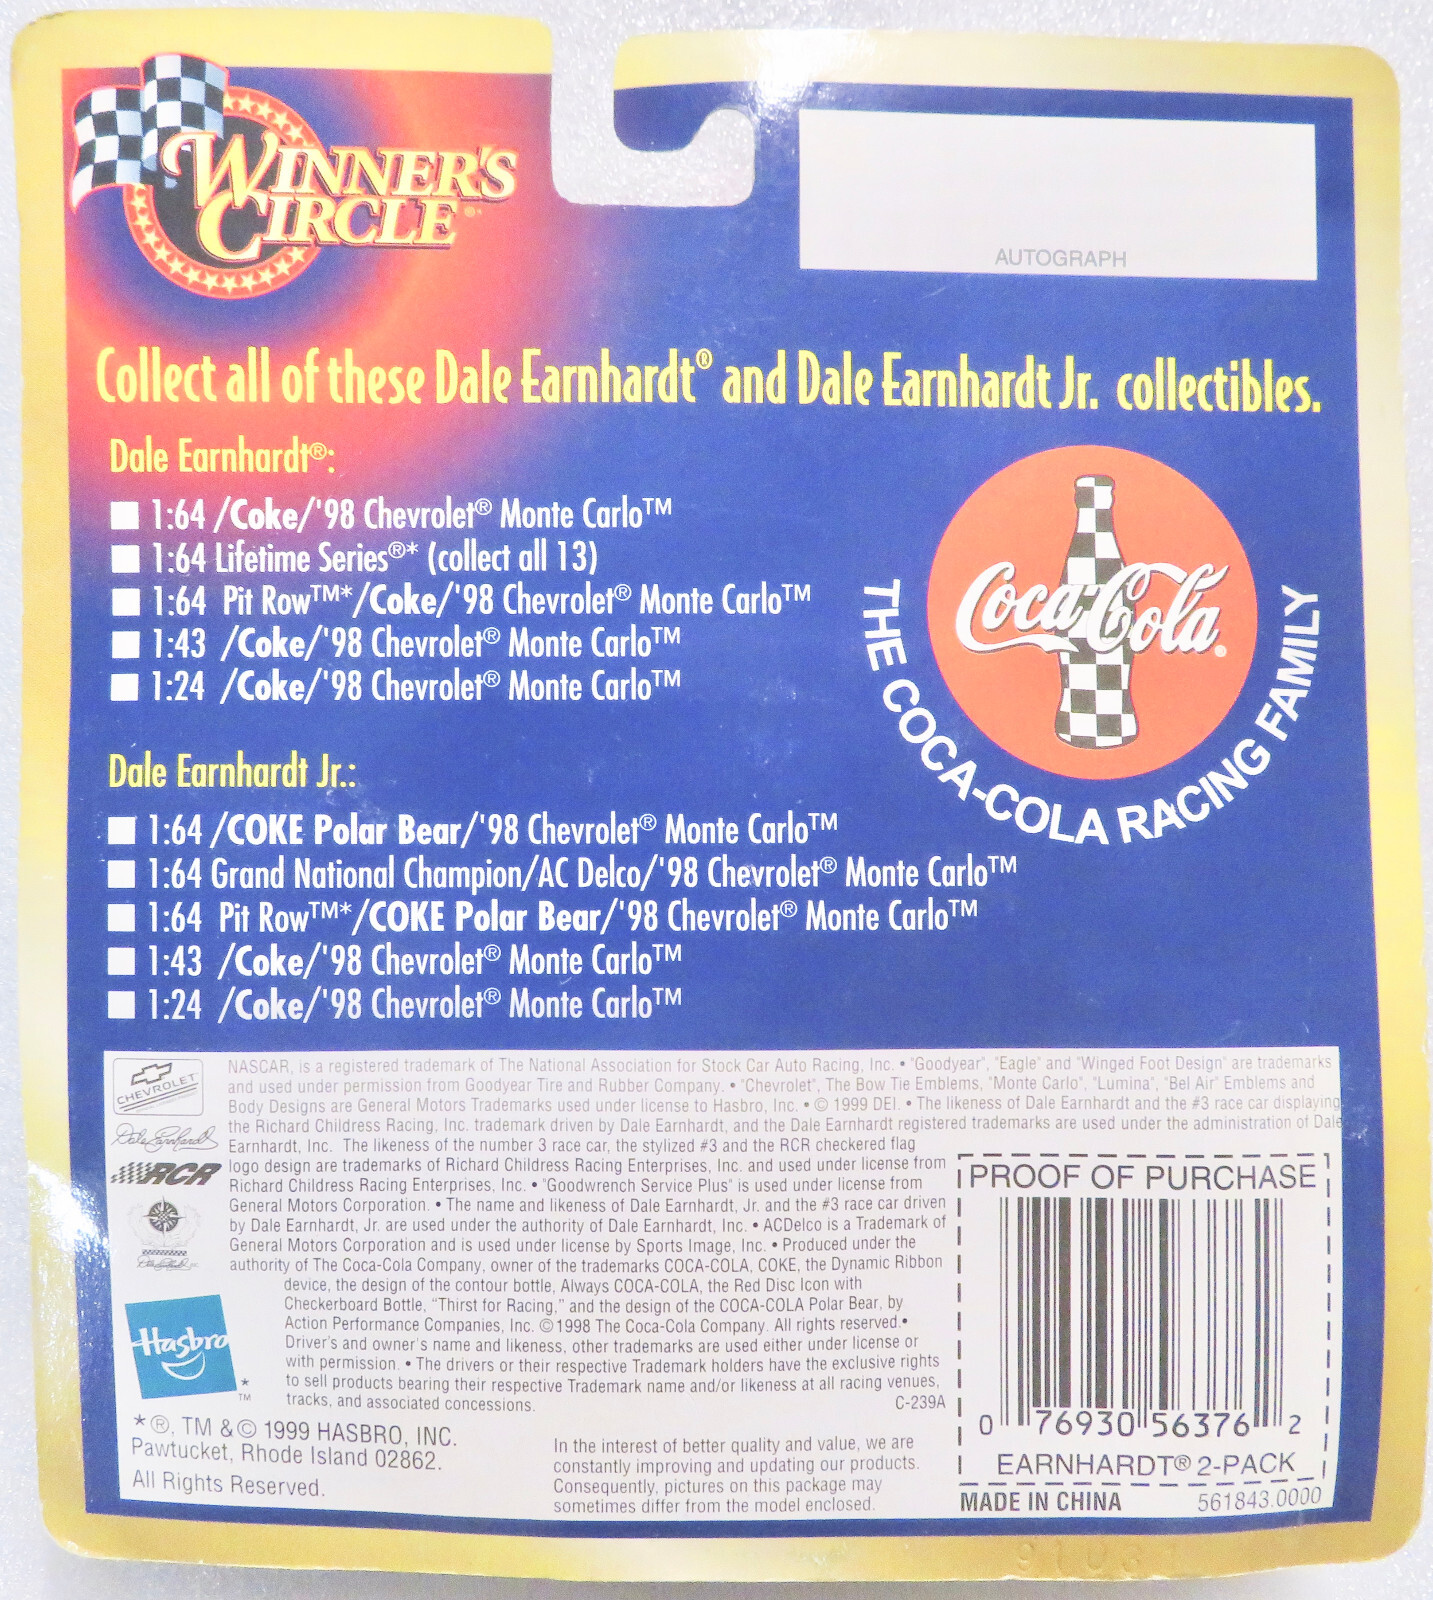 WINNER'S
CIRCLE®*
AUTOGRAPH
Collect all of these Dale Earnhardt® and Dale Earnhardt Jr. collectibles.
Dale Earnhardt®:
1:64 /Coke/'98 Chevrolet® Monte Carlo™
1:64 Lifetime Series®* (collect all 13)
1:64 Pit Row™*/Coke/'98 Chevrolet® Monte Carlo™
1:43 /Coke/'98 Chevrolet® Monte Carlo™
1:24 /Coke/'98 Chevrolet® Monte Carlo™
Coca-Cola®
THE COCA-COLA RACING FAMILY
Dale Earnhardt Jr.:
1:64 /COKE Polar Bear/'98 Chevrolet® Monte Carlo™
1:64 Grand National Champion/AC Delco/'98 Chevrolet® Monte Carlo™
1:64 Pit Row™*/COKE Polar Bear/'98 Chevrolet® Monte Carlo™
1:43 /Coke/'98 Chevrolet® Monte Carlo™
1:24 /Coke/'98 Chevrolet® Monte Carlo™
CHEVROLET
Dale Earnhardt
RCR
Hasbro
*
TM
NASCAR, is a registered trademark of The National Association for Stock Car Auto Racing, Inc. • "Goodyear", "Eagle" and "Winged Foot Design" are trademarks
and used under permission from Goodyear Tire and Rubber Company. • "Chevrolet", The Bow Tie Emblems, "Monte Carlo", "Lumina", "Bel Air" Emblems and
Body Designs are General Motors Trademarks used under license to Hasbro, Inc. • © 1999 DEI. • The likeness of Dale Earnhardt and the #3 race car displaying
the Richard Childress Racing, Inc. trademark driven by Dale Earnhardt, and the Dale Earnhardt registered trademarks are used under the administration of Dale
Earnhardt, Inc. The likeness of the number 3 race car, the stylized #3 and the RCR checkered flag
logo design are trademarks of Richard Childress Racing Enterprises, Inc. and used under license from
Richard Childress Racing Enterprises, Inc. • "Goodwrench Service Plus" is used under license from
General Motors Corporation. • The name and likeness of Dale Earnhardt, Jr. and the #3 race car driven
by Dale Earnhardt, Jr. are used under the authority of Dale Earnhardt, Inc. • ACDelco is a Trademark of
General Motors Corporation and is used under license by Sports Image, Inc. • Produced under the
authority of The Coca-Cola Company, owner of the trademarks COCA-COLA, COKE, the Dynamic Ribbon
device, the design of the contour bottle, Always COCA-COLA, the Red Disc Icon with
Checkerboard Bottle, "Thirst for Racing," and the design of the COCA-COLA Polar Bear, by
Action Performance Companies, Inc. ©1998 The Coca-Cola Company. All rights reserved.•
Driver's and owner's name and likeness, other trademarks are used either under license or
with permission. • The drivers or their respective Trademark holders have the exclusive rights
to sell products bearing their respective Trademark name and/or likeness at all racing venues,
tracks, and associated concessions.
C-239A
*®, TM & © 1999 HASBRO, INC.
Pawtucket, Rhode Island 02862.
All Rights Reserved.
In the interest of better quality and value, we are
constantly improving and updating our products.
Consequently, pictures on this package may
sometimes differ from the model enclosed.
PROOF OF PURCHASE
0 76930 56376 2
EARNHARDT® 2-PACK
MADE IN CHINA
561843.0000